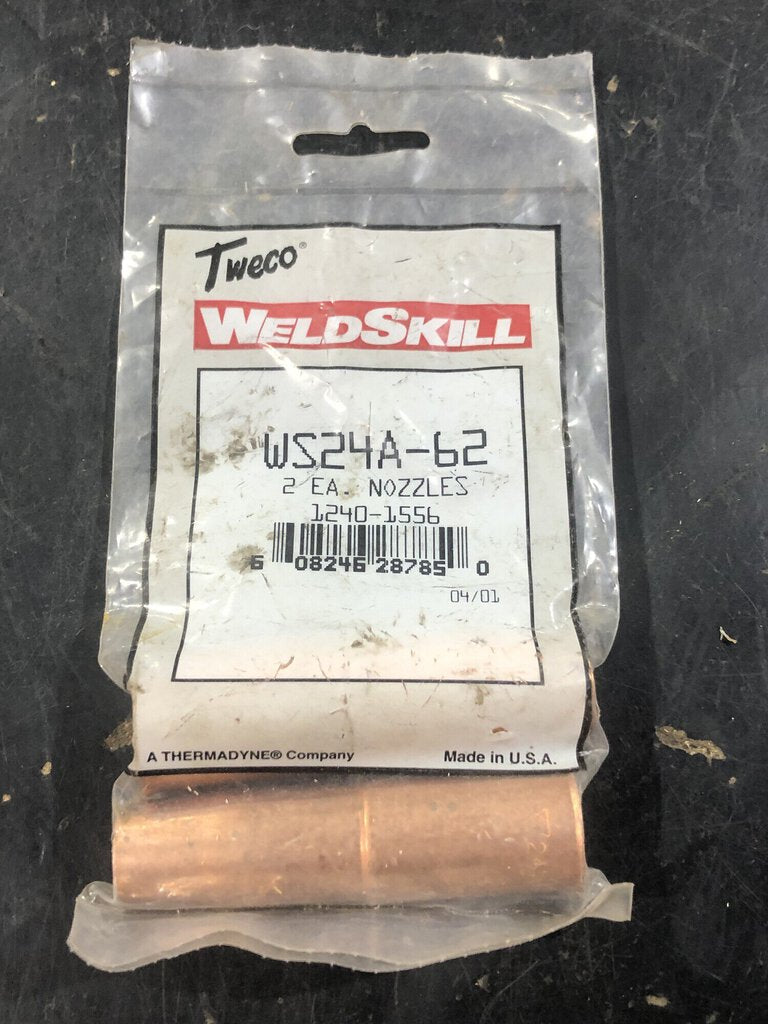 Tweco®
WELDSKILL
WS24A-62
2 EA. NOZZLES
1240-1556
6 08246 28785 0
04/01
A THERMADYNE® Company
Made in U.S.A.